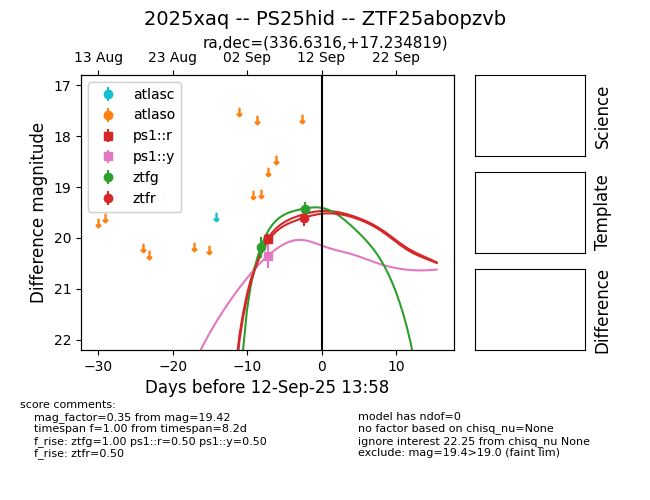 2025xaq -- PS25hid -- ZTF25abopzvb
ra,dec=(336.6316,+17.234819)
13 Aug 23 Aug 02 Sep 12 Sep 22 Sep
17
18
19
20
21
22
Difference magnitude
atlasc
atlaso
ps1::r
ps1::y
ztfg
ztfr
−30 −20 −10 0 10
Days before 12-Sep-25 13:58
Science
Template
Difference
score comments:
mag_factor=0.35 from mag=19.42
timespan f=1.00 from timespan=8.2d
f_rise: ztfg=1.00 ps1::r=0.50 ps1::y=0.50
f_rise: ztfr=0.50
model has ndof=0
no factor based on chisq_nu=None
ignore interest 22.25 from chisq_nu None
exclude: mag=19.4>19.0 (faint lim)